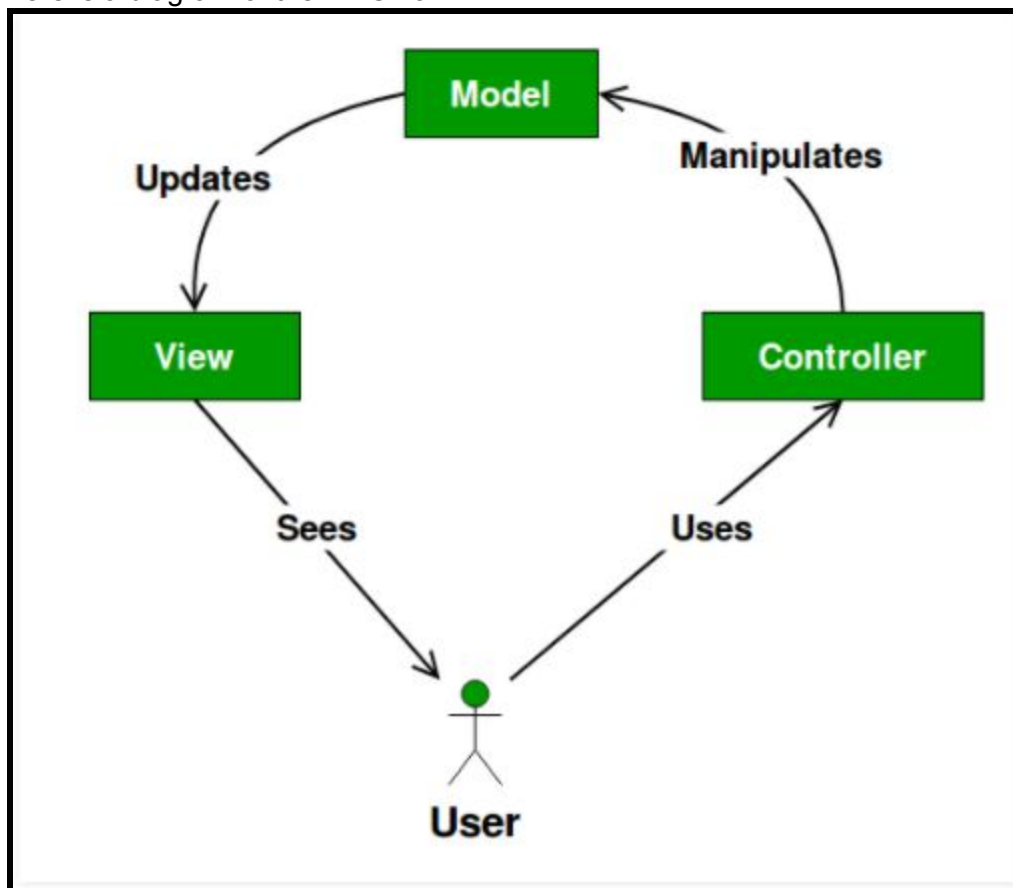 Model
Manipulates
Updates
View
Controller
Sees
Uses
User